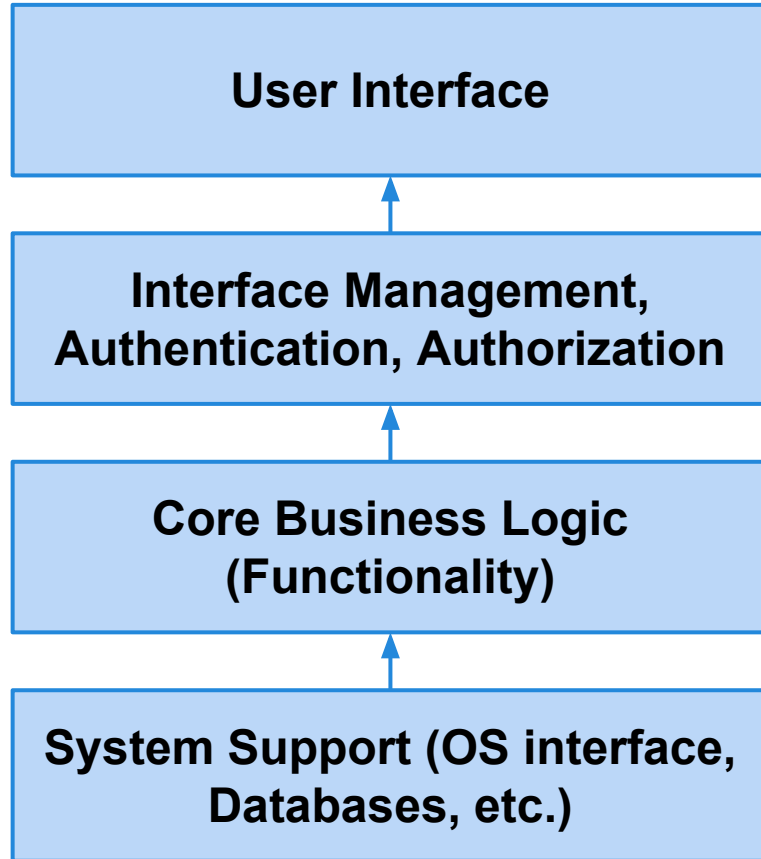 User Interface
Interface Management,
Authentication, Authorization
Core Business Logic
(Functionality)
System Support (OS interface,
Databases, etc.)